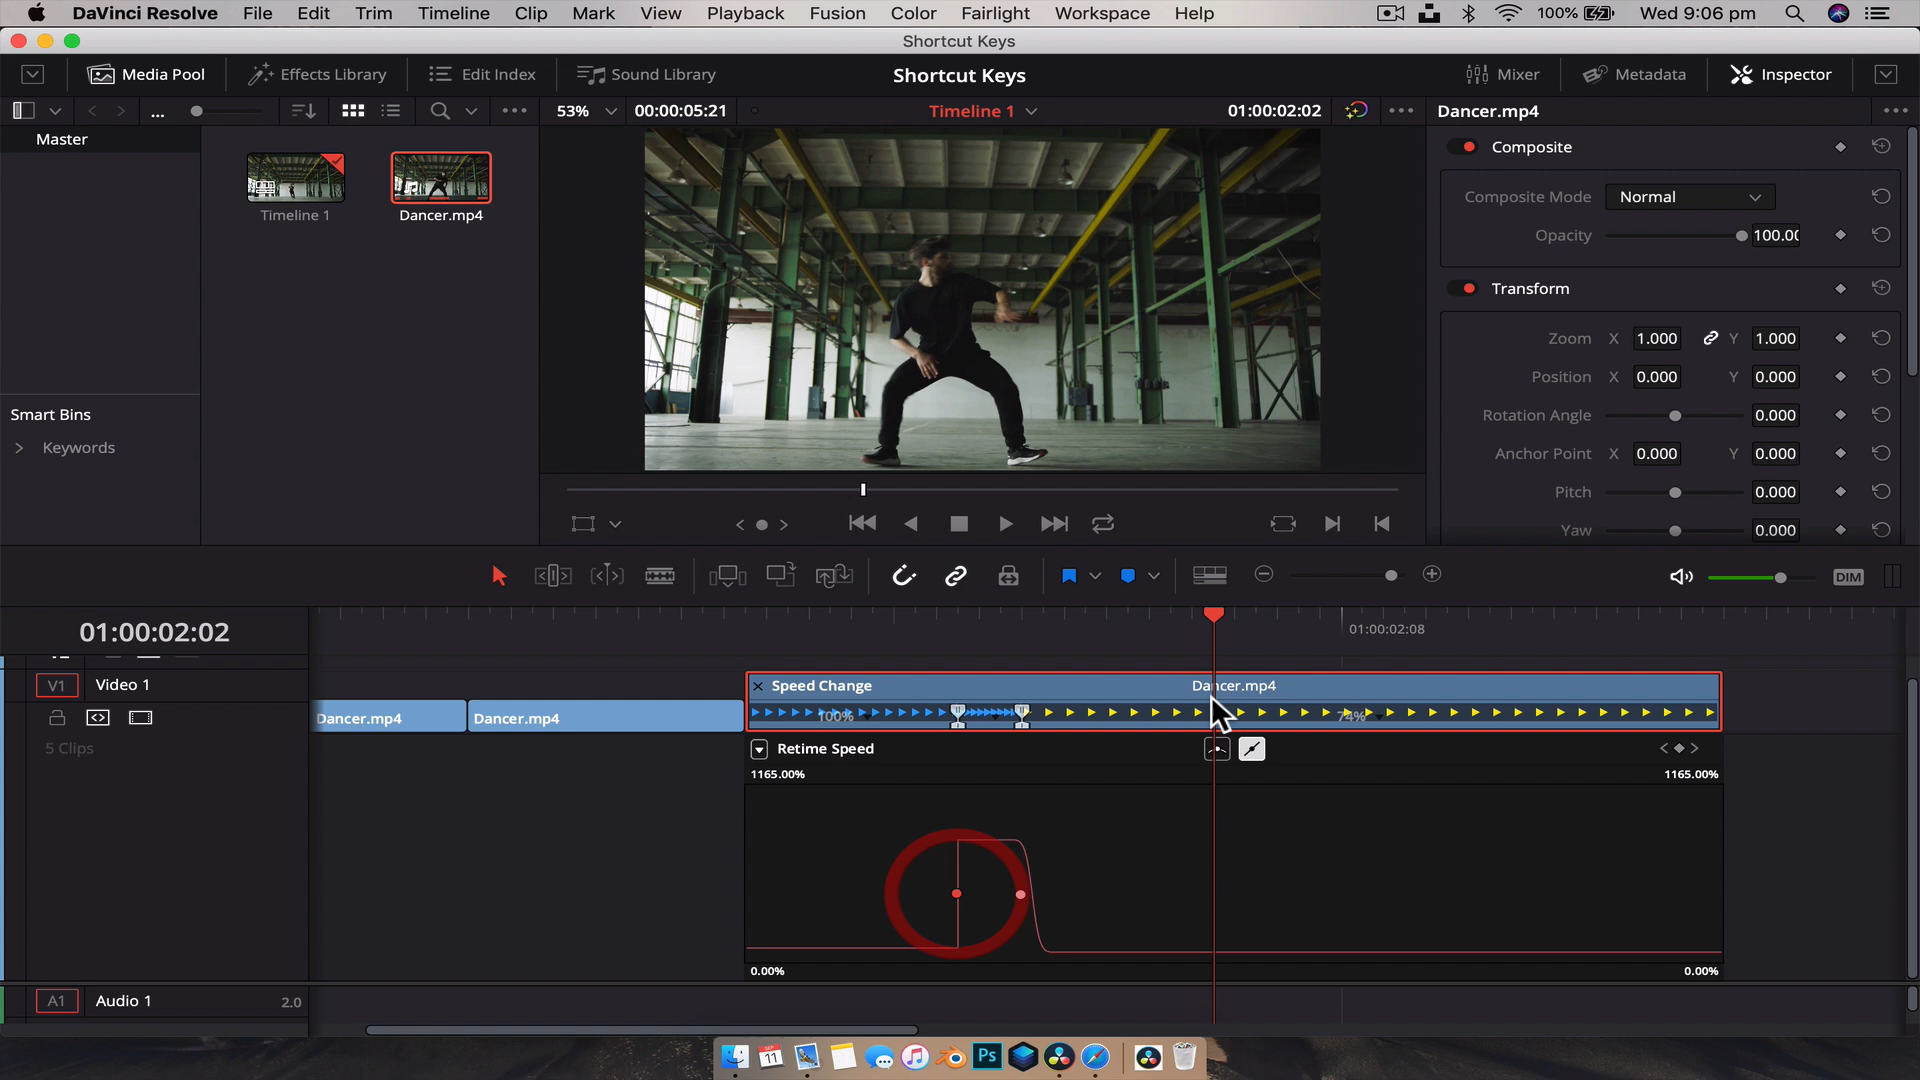 DaVinci Resolve File Edit Trim Timeline Clip Mark View Playback Fusion Color Fairlight Workspace Help 100% Wed 9:06 pm
Shortcut Keys
Media Pool Effects Library Edit Index Sound Library Shortcut Keys Mixer Metadata Inspector
... 53% 00:00:05:21 Timeline 1 01:00:02:02 Dancer.mp4
Master
Composite
Composite Mode Normal
Opacity 100.00
Timeline 1 Dancer.mp4
Transform
Zoom X 1.000 Y 1.000
Position X 0.000 Y 0.000
Rotation Angle 0.000
Smart Bins
Keywords
Anchor Point X 0.000 Y 0.000
Pitch 0.000
Yaw 0.000
DIM
01:00:02:02
01:00:02:08
V1 Video 1
Speed Change Dancer.mp4
Dancer.mp4 Dancer.mp4 100% 74%
5 Clips
Retime Speed
1165.00% 1165.00%
0.00% 0.00%
A1 Audio 1 2.0
SEP
11
Ps